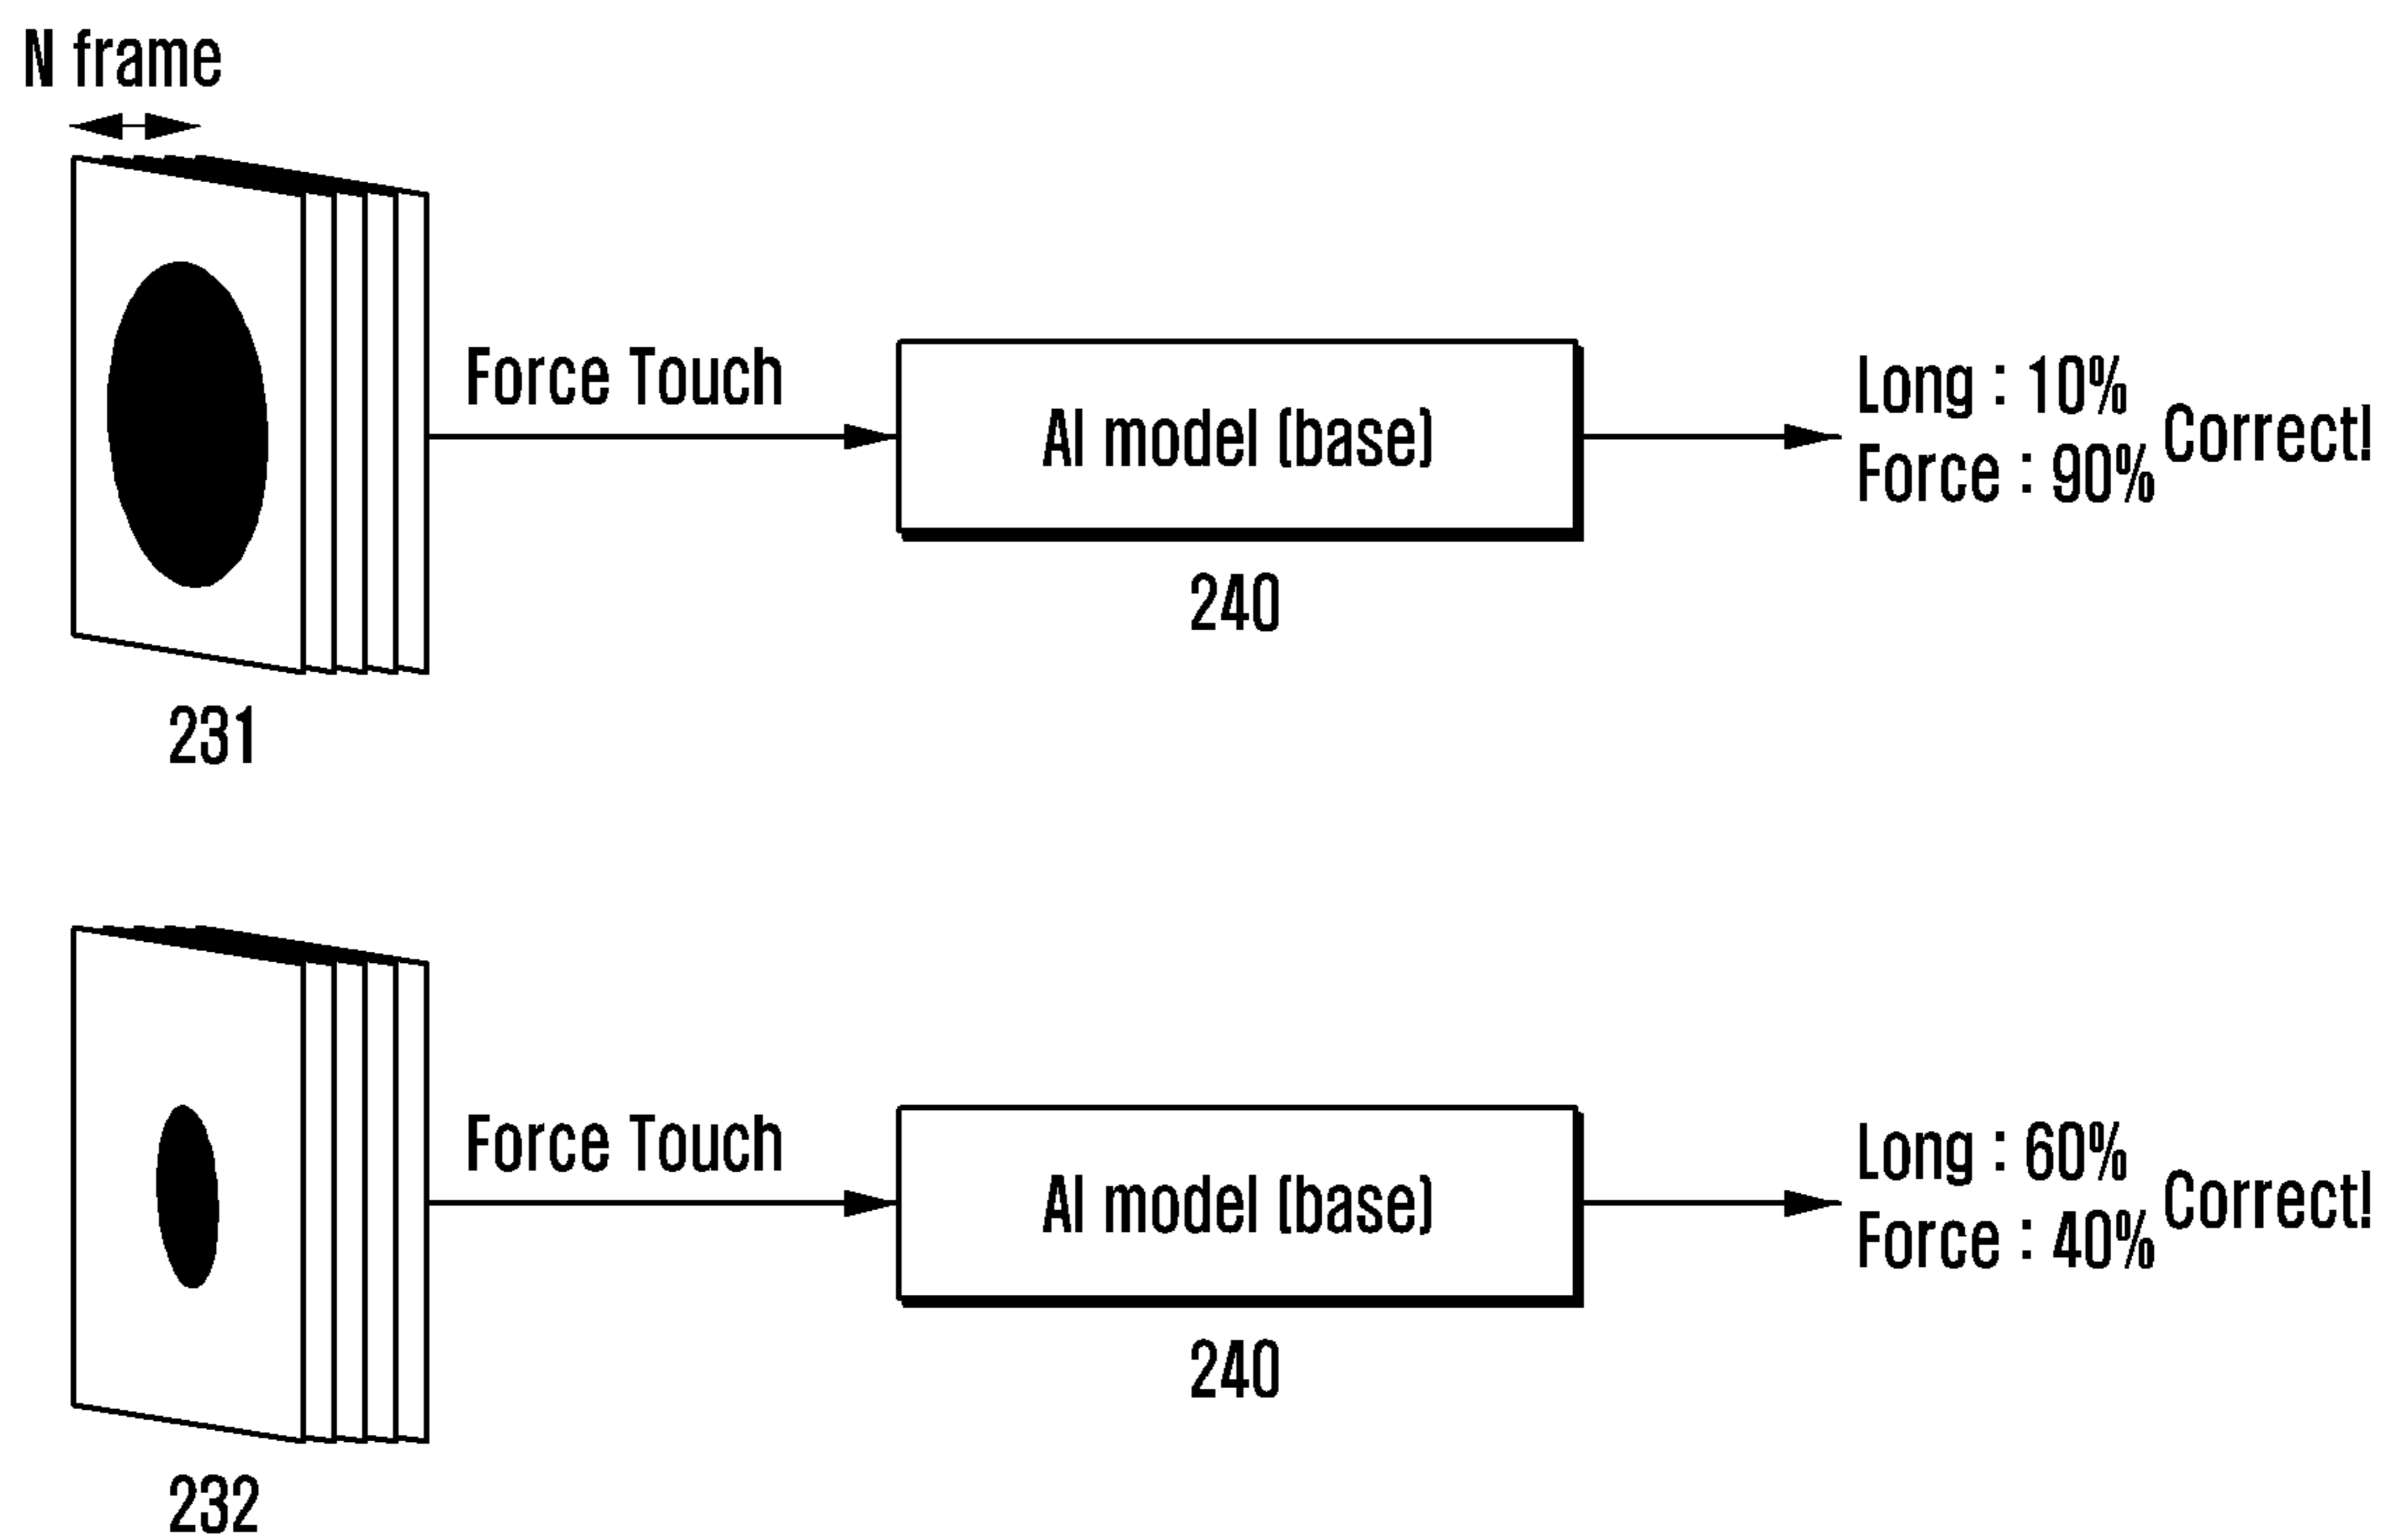 N frame
Force Touch
AI model (base)
Long : 10%
Force : 90%
Correct!
240
231
Force Touch
AI model (base)
Long : 60%
Force : 40%
Correct!
240
232